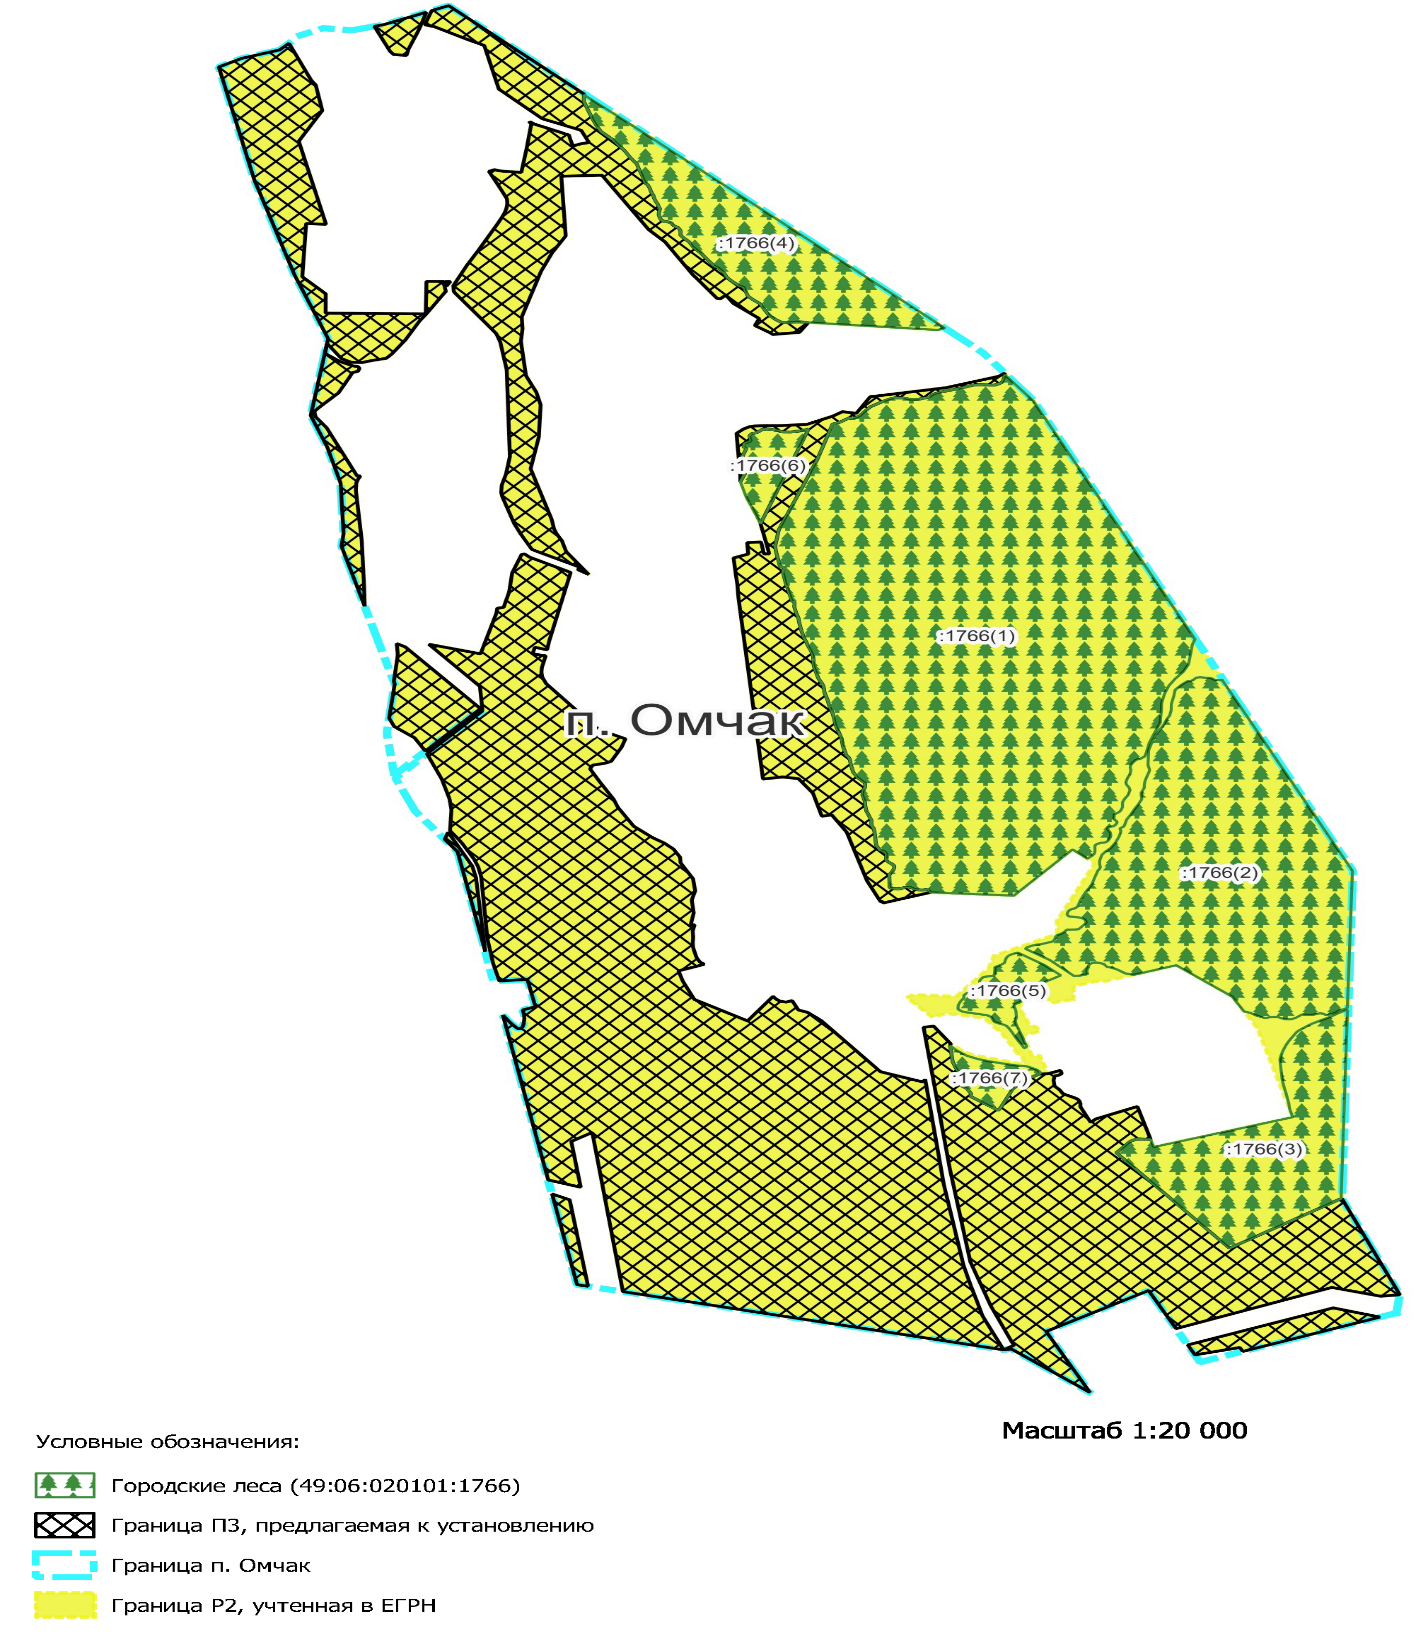 :1766(4)
:1766(6)
:1766(1)
п. Омчак
:1766(2)
:1766(5)
:1766(7)
:1766(3)
Масштаб 1:20 000
Условные обозначения:
Городские леса (49:06:020101:1766)
Граница П3, предлагаемая к установлению
Граница п. Омчак
Граница Р2, учтенная в ЕГРН